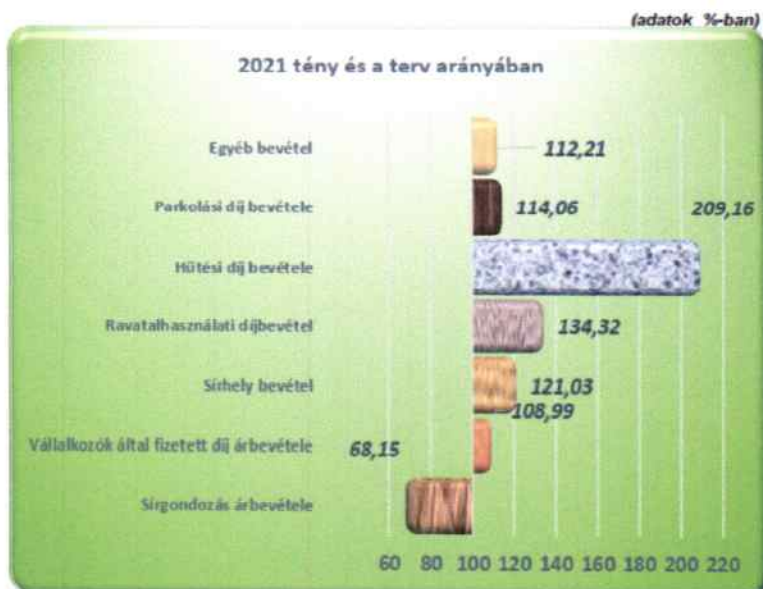 (adatok %-ban)
2021 tény és a terv arányában
Egyéb bevétel 112,21
Parkolási díj bevétele 114,06 209,16
Hűtési díj bevétele
Ravatalhasználati díjbevétel 134,32
Sírhely bevétel 121,03
108,99
Vállalkozók által fizetett díj árbevétele 68,15
Sírgondozás árbevétele
60 80 100 120 140 160 180 200 220